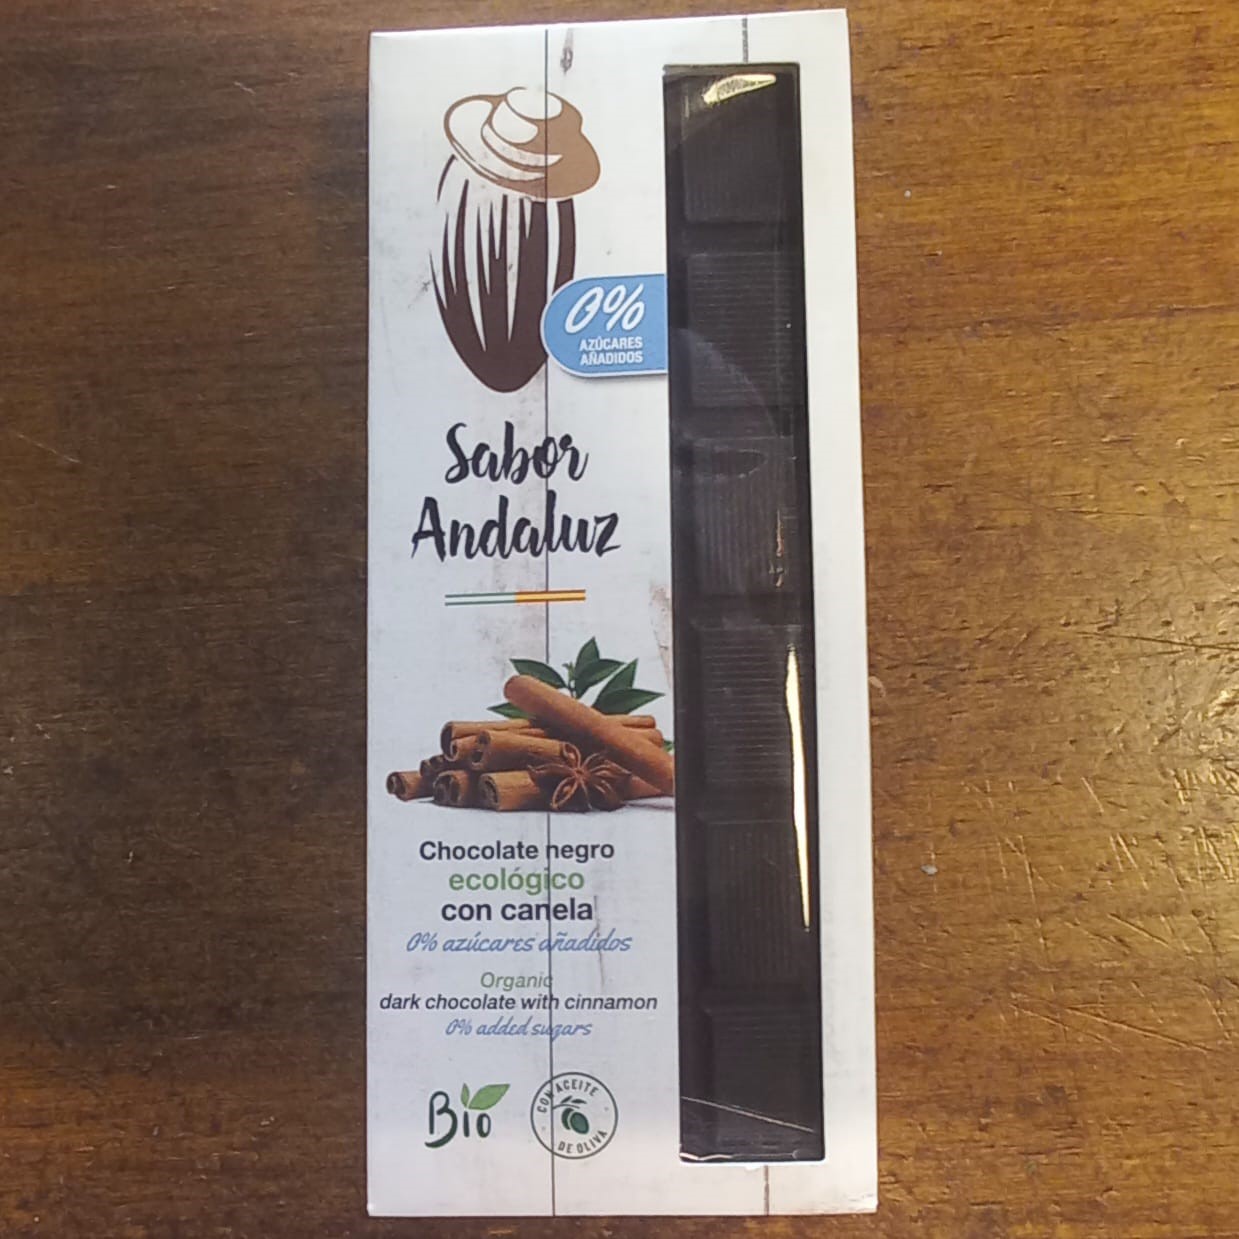 0%
AZÚCARES
AÑADIDOS
Sabor
Andaluz
Chocolate negro
ecológico
con canela
0% azúcares añadidos
Organic
dark chocolate with cinnamon
0% added sugars
Bio
CON ACEITE
DE OLIVA